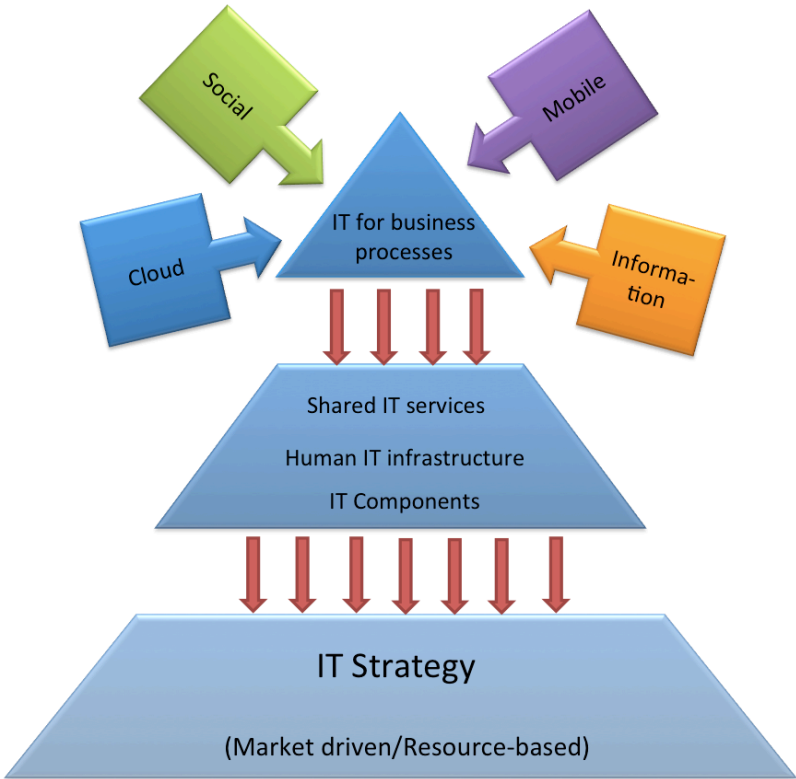 Social
Mobile
Cloud
Informa-
tion
IT for business
processes
Shared IT services
Human IT infrastructure
IT Components
IT Strategy
(Market driven/Resource-based)